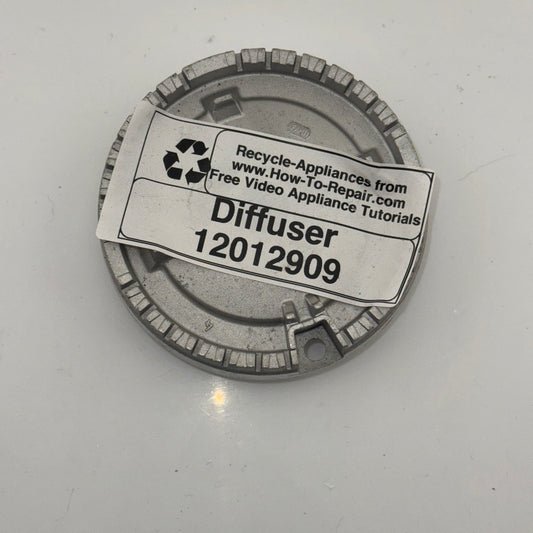 Recycle-Appliances from
www.How-To-Repair.com
Free Video Appliance Tutorials
Diffuser
12012909